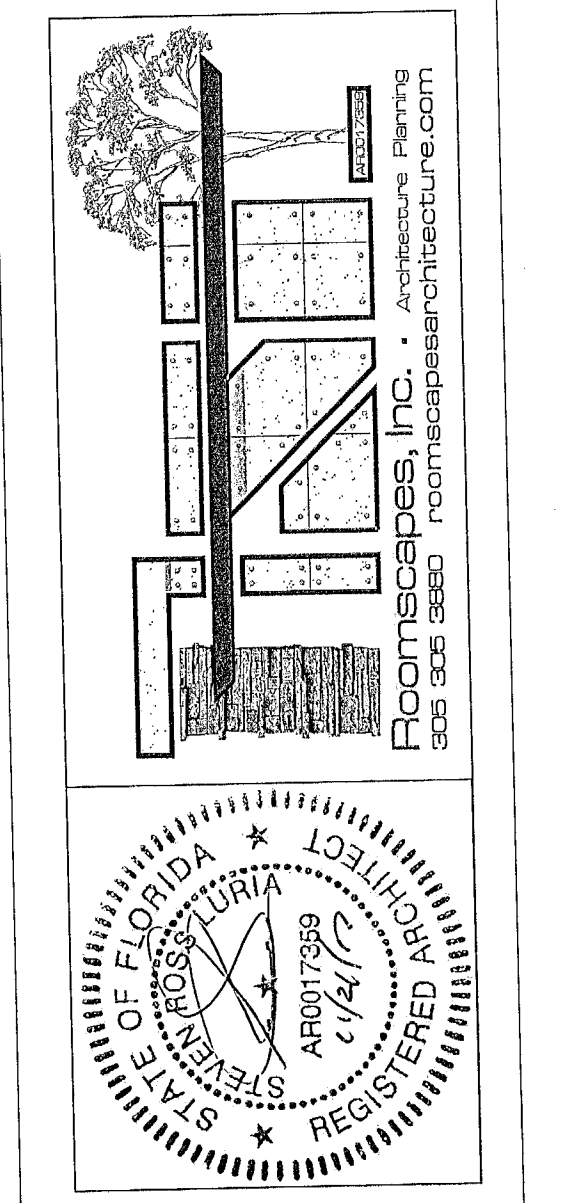 AR0017359
Roomscapes, Inc. • Architecture Planning
305 305 3880 roomscapesarchitecture.com
STATE OF FLORIDA
STEVEN ROSS LURIA
AR0017359
REGISTERED ARCHITECT